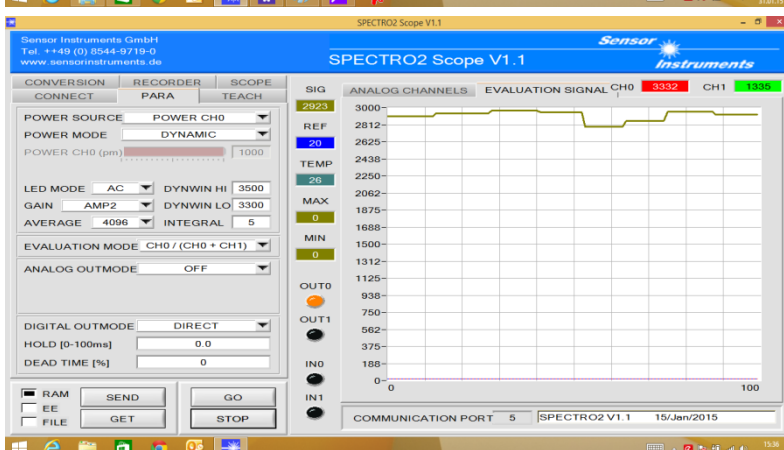 31.01.15
SPECTRO2 Scope V1.1
Sensor Instruments GmbH
Tel. ++49 (0) 8544-9719-0
www.sensorinstruments.de
SPECTRO2 Scope V1.1
Sensor
Instruments
CONVERSION RECORDER SCOPE
CONNECT PARA TEACH
POWER SOURCE POWER CH0
POWER MODE DYNAMIC
POWER CH0 (pm) 1000
LED MODE AC DYNWIN HI 3500
GAIN AMP2 DYNWIN LO 3300
AVERAGE 4096 INTEGRAL 5
EVALUATION MODE CH0 / (CH0 + CH1)
ANALOG OUTMODE OFF
DIGITAL OUTMODE DIRECT
HOLD [0-100ms] 0.0
DEAD TIME [%] 0
RAM
EE
FILE
SEND GO
GET STOP
SIG
2923
REF
20
TEMP
26
MAX
0
MIN
0
OUT0
OUT1
IN0
IN1
ANALOG CHANNELS EVALUATION SIGNAL CH0 3332 CH1 1335
3000
2812
2625
2438
2250
2062
1875
1688
1500
1312
1125
938
750
562
375
188
0
0 100
COMMUNICATION PORT 5 SPECTRO2 V1.1 15/Jan/2015
15:36